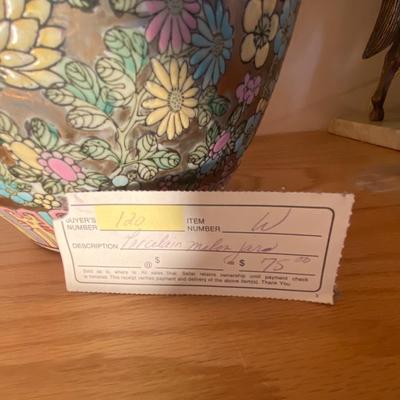 BUYER'S NUMBER 120 ITEM NUMBER W
DESCRIPTION Porcelain melon jard
$ @ = $ 75.00
Sold as is, where is. All sales final. Seller retains ownership until payment check
is honored. This receipt verifies payment and delivery of the above item(s). Thank You.